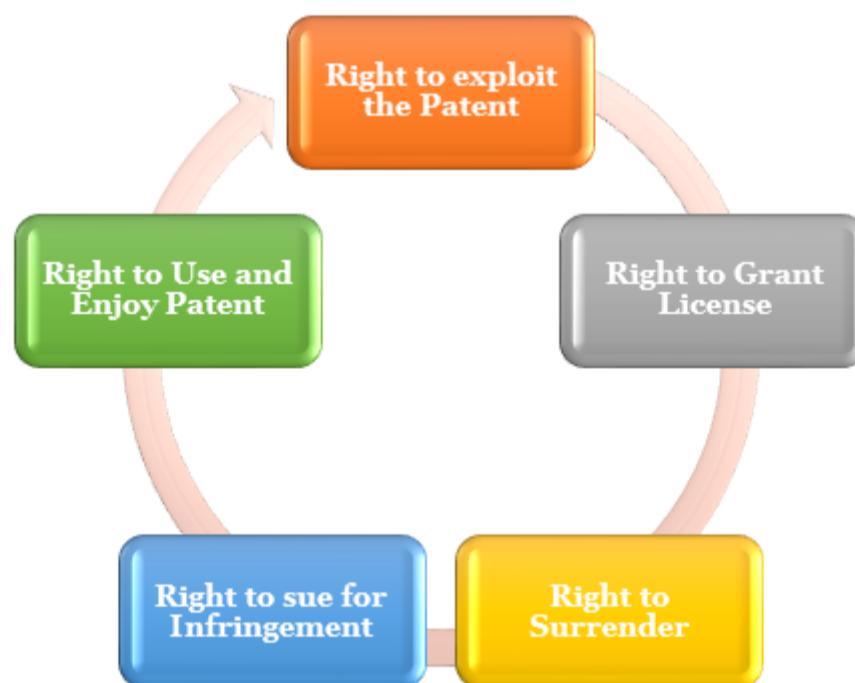 Right to exploit
the Patent
Right to Grant
License
Right to
Surrender
Right to sue for
Infringement
Right to Use and
Enjoy Patent